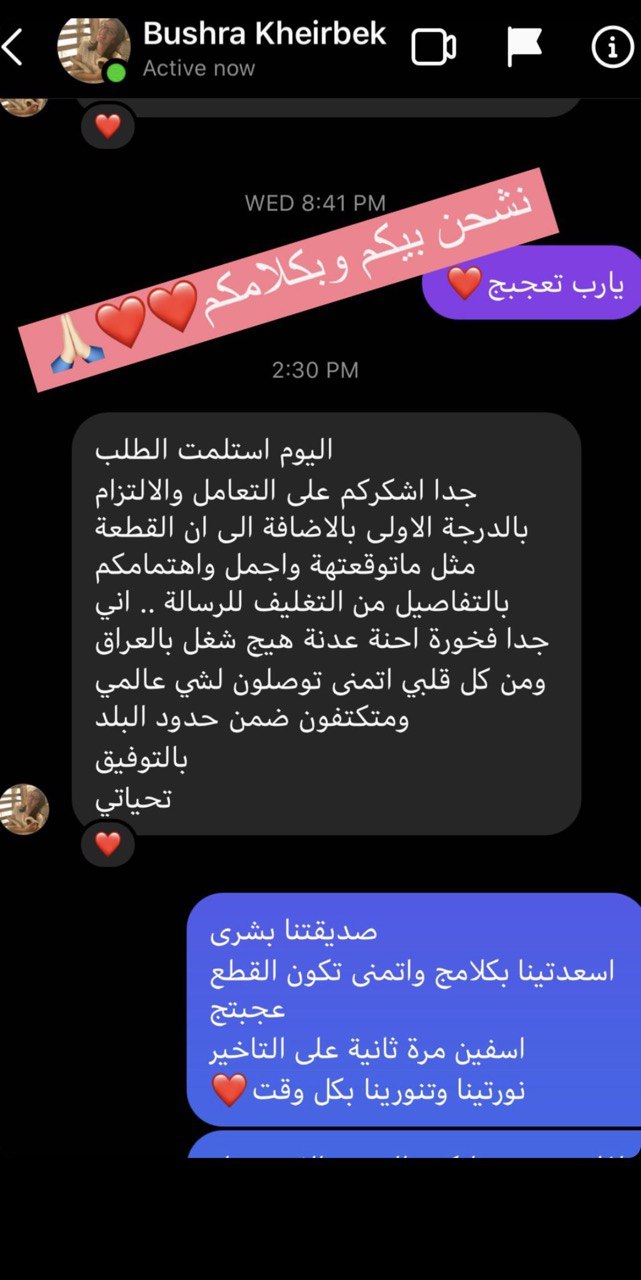 Bushra Kheirbek
Active now
WED 8:41 PM
نشحن بيكم وبكلامكم❤️❤️🙏🏻
يارب تعجبج ❤️
2:30 PM
اليوم استلمت الطلب
جدا اشكركم على التعامل والالتزام
بالدرجة الاولى بالاضافة الى ان القطعة
مثل ماتوقعتهة واجمل واهتمامكم
بالتفاصيل من التغليف للرسالة .. اني
جدا فخورة احنة عدنة هيج شغل بالعراق
ومن كل قلبي اتمنى توصلون لشي عالمي
ومتكتفون ضمن حدود البلد
بالتوفيق
تحياتي
صديقتنا بشرى
اسعدتينا بكلامج واتمنى تكون القطع
عجبتج
اسفين مرة ثانية على التاخير
نورتينا وتنورينا بكل وقت ❤️